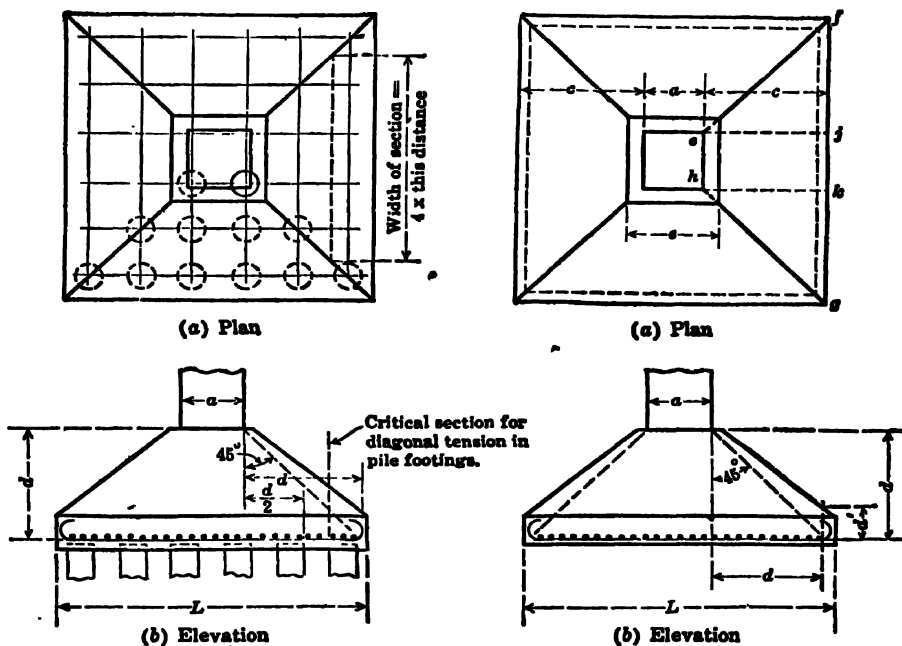 Width of section =
4 x this distance
(a) Plan
c
a
c
f
e
j
h
k
e
g
(a) Plan
a
d
45°
d
d
2
Critical section for
diagonal tension in
pile footings.
L
(b) Elevation
a
45°
d'
d
d
L
(b) Elevation